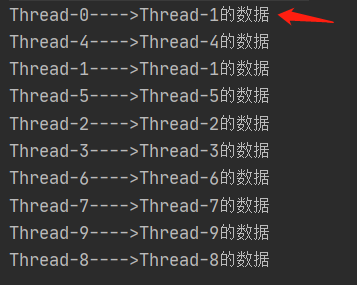 Thread-0---->Thread-1的数据
Thread-4---->Thread-4的数据
Thread-1---->Thread-1的数据
Thread-5---->Thread-5的数据
Thread-2---->Thread-2的数据
Thread-3---->Thread-3的数据
Thread-6---->Thread-6的数据
Thread-7---->Thread-7的数据
Thread-9---->Thread-9的数据
Thread-8---->Thread-8的数据